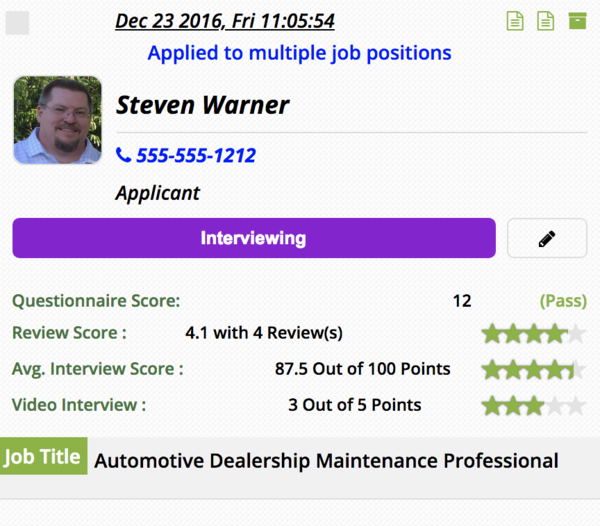 Dec 23 2016, Fri 11:05:54
Applied to multiple job positions
Steven Warner
555-555-1212
Applicant
Interviewing
Questionnaire Score: 12 (Pass)
Review Score : 4.1 with 4 Review(s)
Avg. Interview Score : 87.5 Out of 100 Points
Video Interview : 3 Out of 5 Points
Job Title Automotive Dealership Maintenance Professional